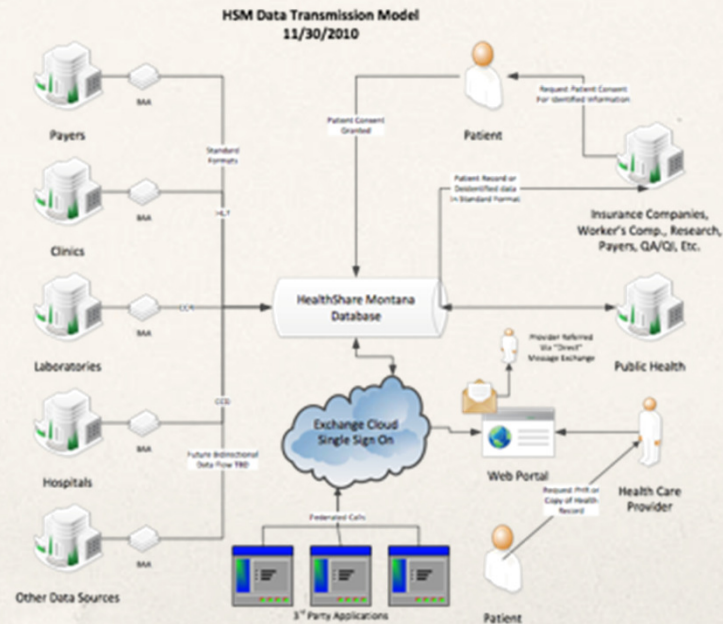 HSM Data Transmission Model
11/30/2010
Payers
BAA
Standard
Formats
Clinics
BAA
HL7
Laboratories
BAA
CCR
Hospitals
BAA
CCD
Future Bidirectional
Data Flow TBD
Other Data Sources
BAA
Patient
Patient Consent
Granted
Request Patient Consent
For Identified Information
Patient Record or
Deidentified data
in Standard Format
Insurance Companies,
Worker's Comp., Research,
Payers, QA/QI, Etc.
HealthShare Montana
Database
Public Health
Provider Referred
Via "Direct"
Message Exchange
Exchange Cloud
Single Sign On
Web Portal
Health Care
Provider
Request PHR or
Copy of Health
Record
Federated Calls
3rd Party Applications
Patient